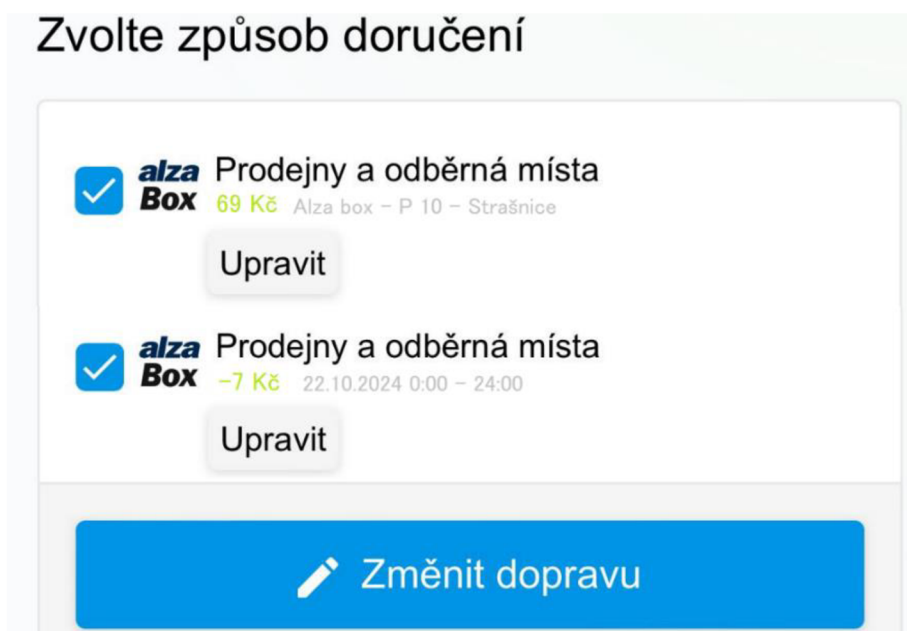 Zvolte způsob doručení
alza Box Prodejny a odběrná místa
69 Kč Alza box - P 10 - Strašnice
Upravit
alza Box Prodejny a odběrná místa
-7 Kč 22.10.2024 0:00 - 24:00
Upravit
Změnit dopravu